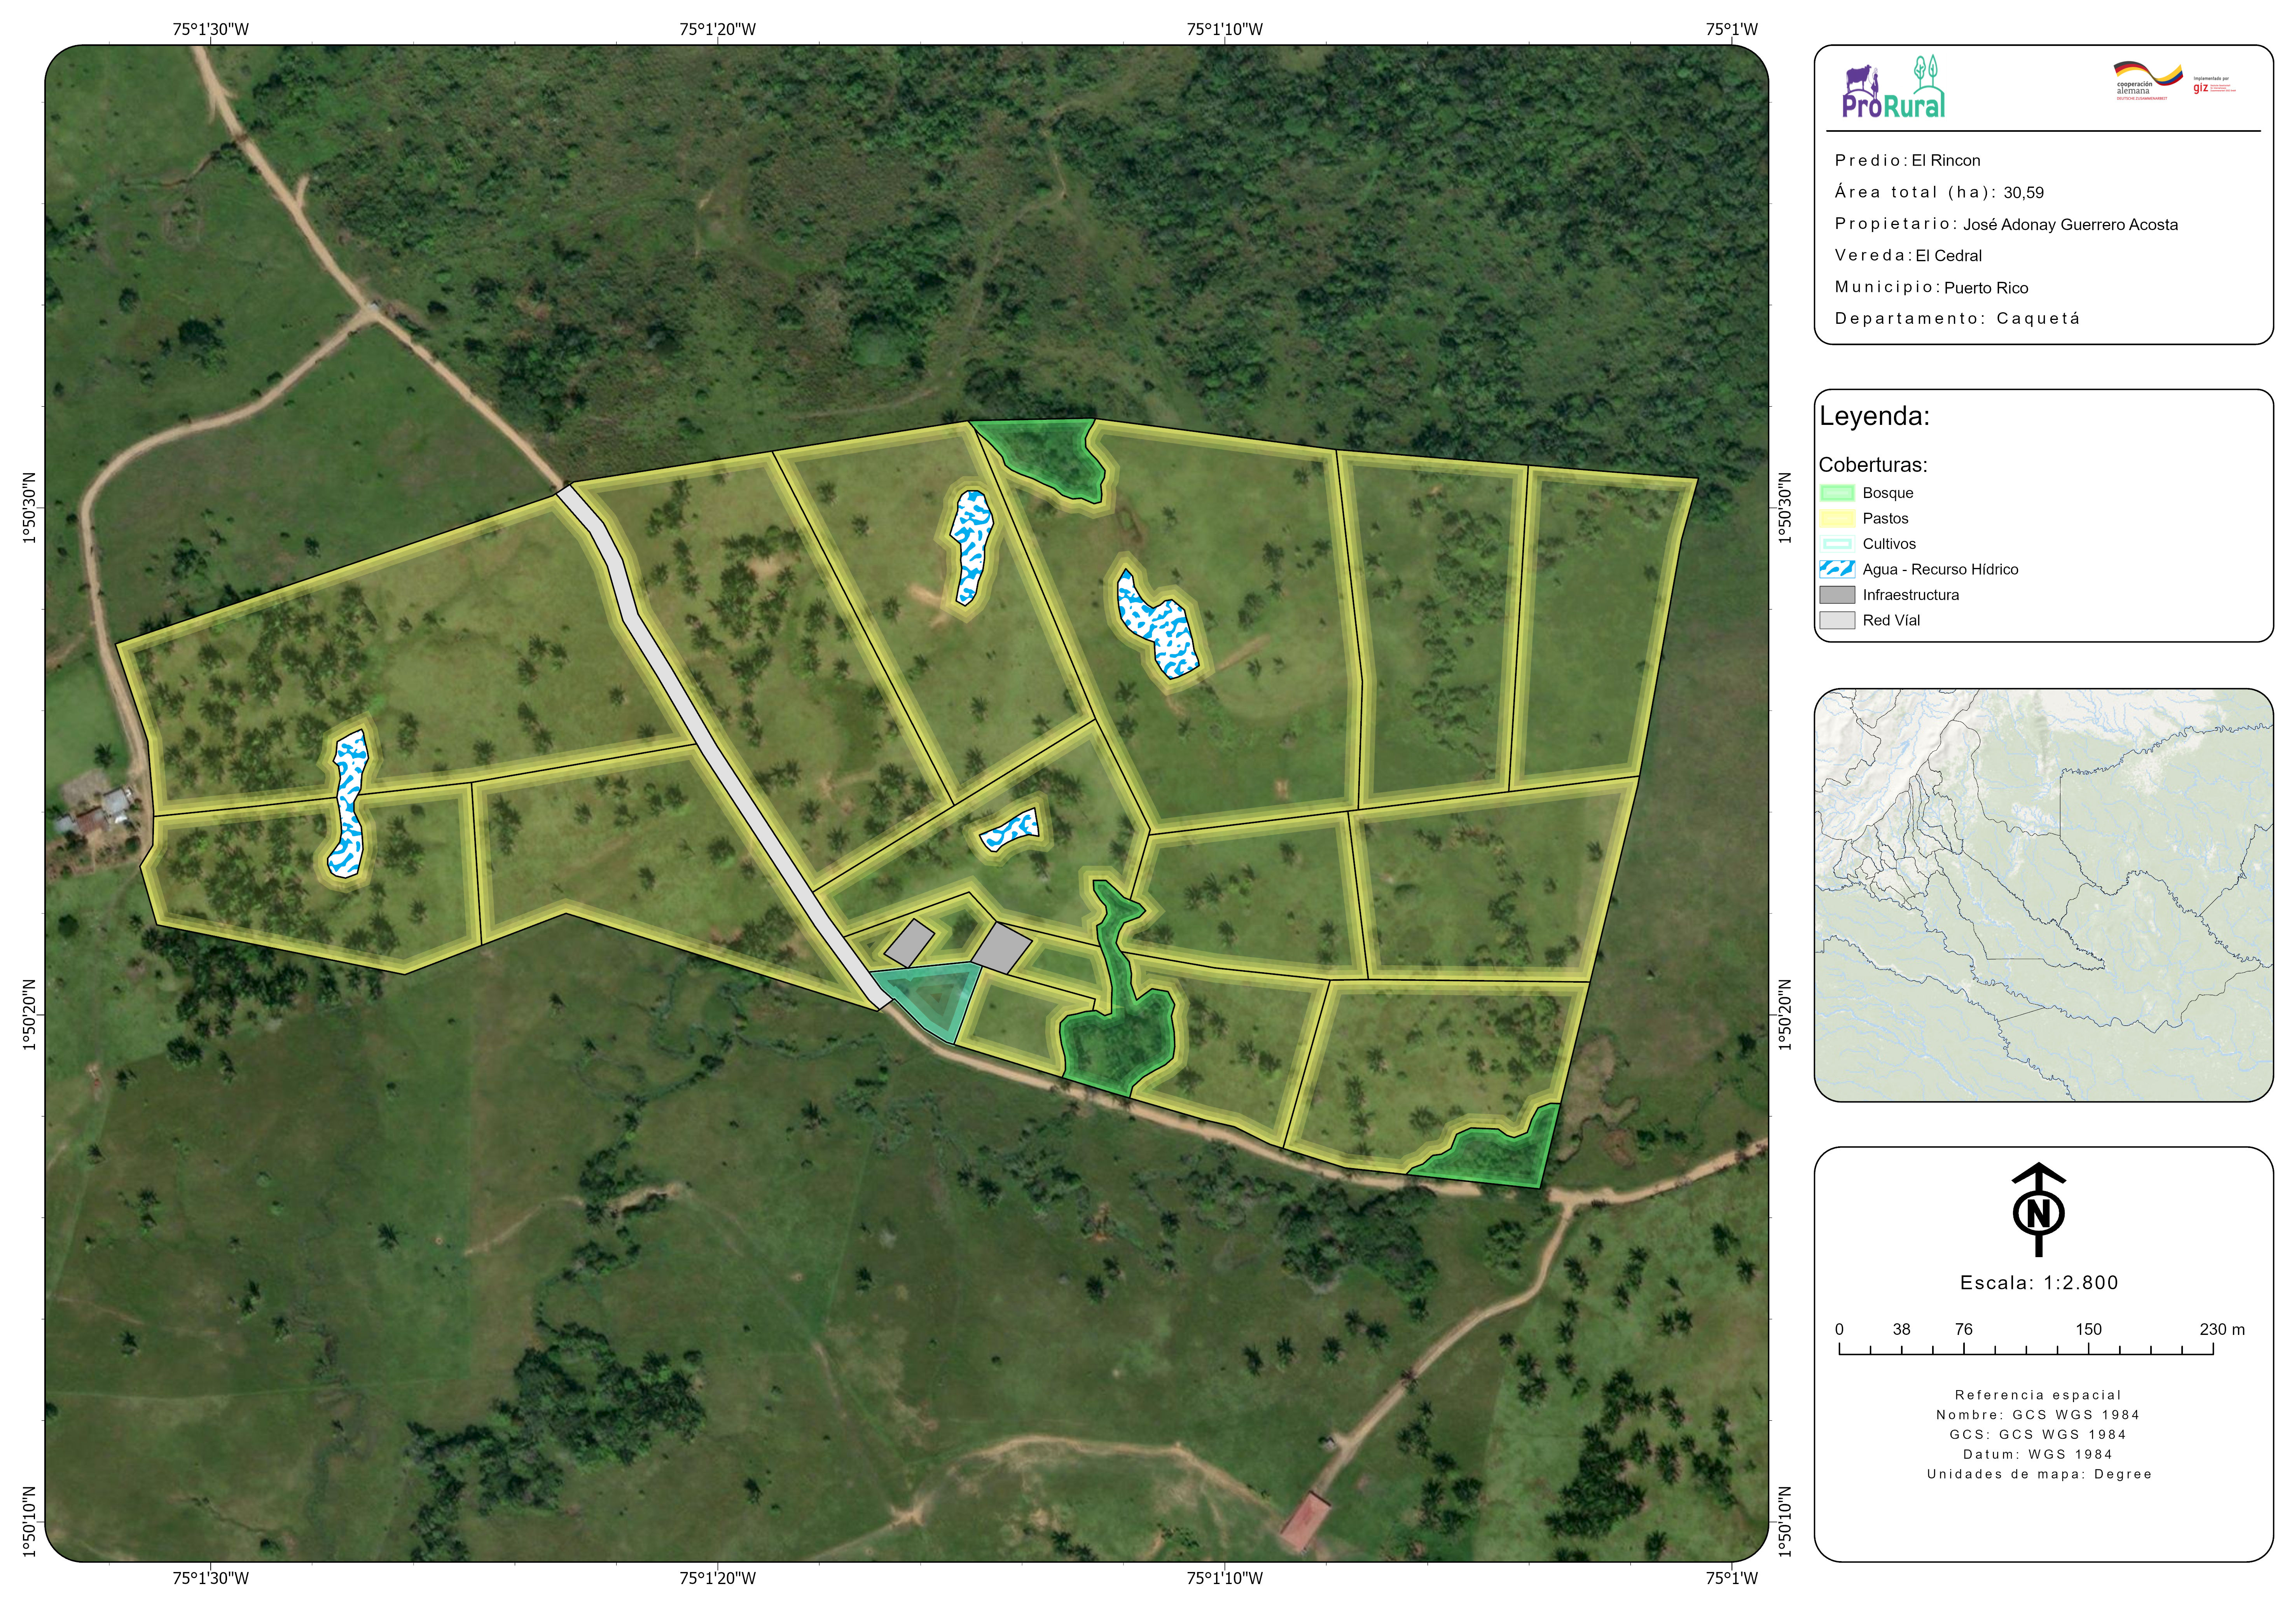 75°1'30"W
75°1'20"W
75°1'10"W
75°1'W
1°50'30"N
1°50'20"N
1°50'10"N
1°50'30"N
1°50'20"N
1°50'10"N
75°1'30"W
75°1'20"W
75°1'10"W
75°1'W
ProRural
cooperación
alemana
DEUTSCHE ZUSAMMENARBEIT
Implementado por
giz
Predio: El Rincon
Área total (ha): 30,59
Propietario: José Adonay Guerrero Acosta
Vereda: El Cedral
Municipio: Puerto Rico
Departamento: Caquetá
Leyenda:
Coberturas:
Bosque
Pastos
Cultivos
Agua - Recurso Hídrico
Infraestructura
Red Víal
N
Escala: 1:2.800
0 38 76 150 230 m
Referencia espacial
Nombre: GCS WGS 1984
GCS: GCS WGS 1984
Datum: WGS 1984
Unidades de mapa: Degree